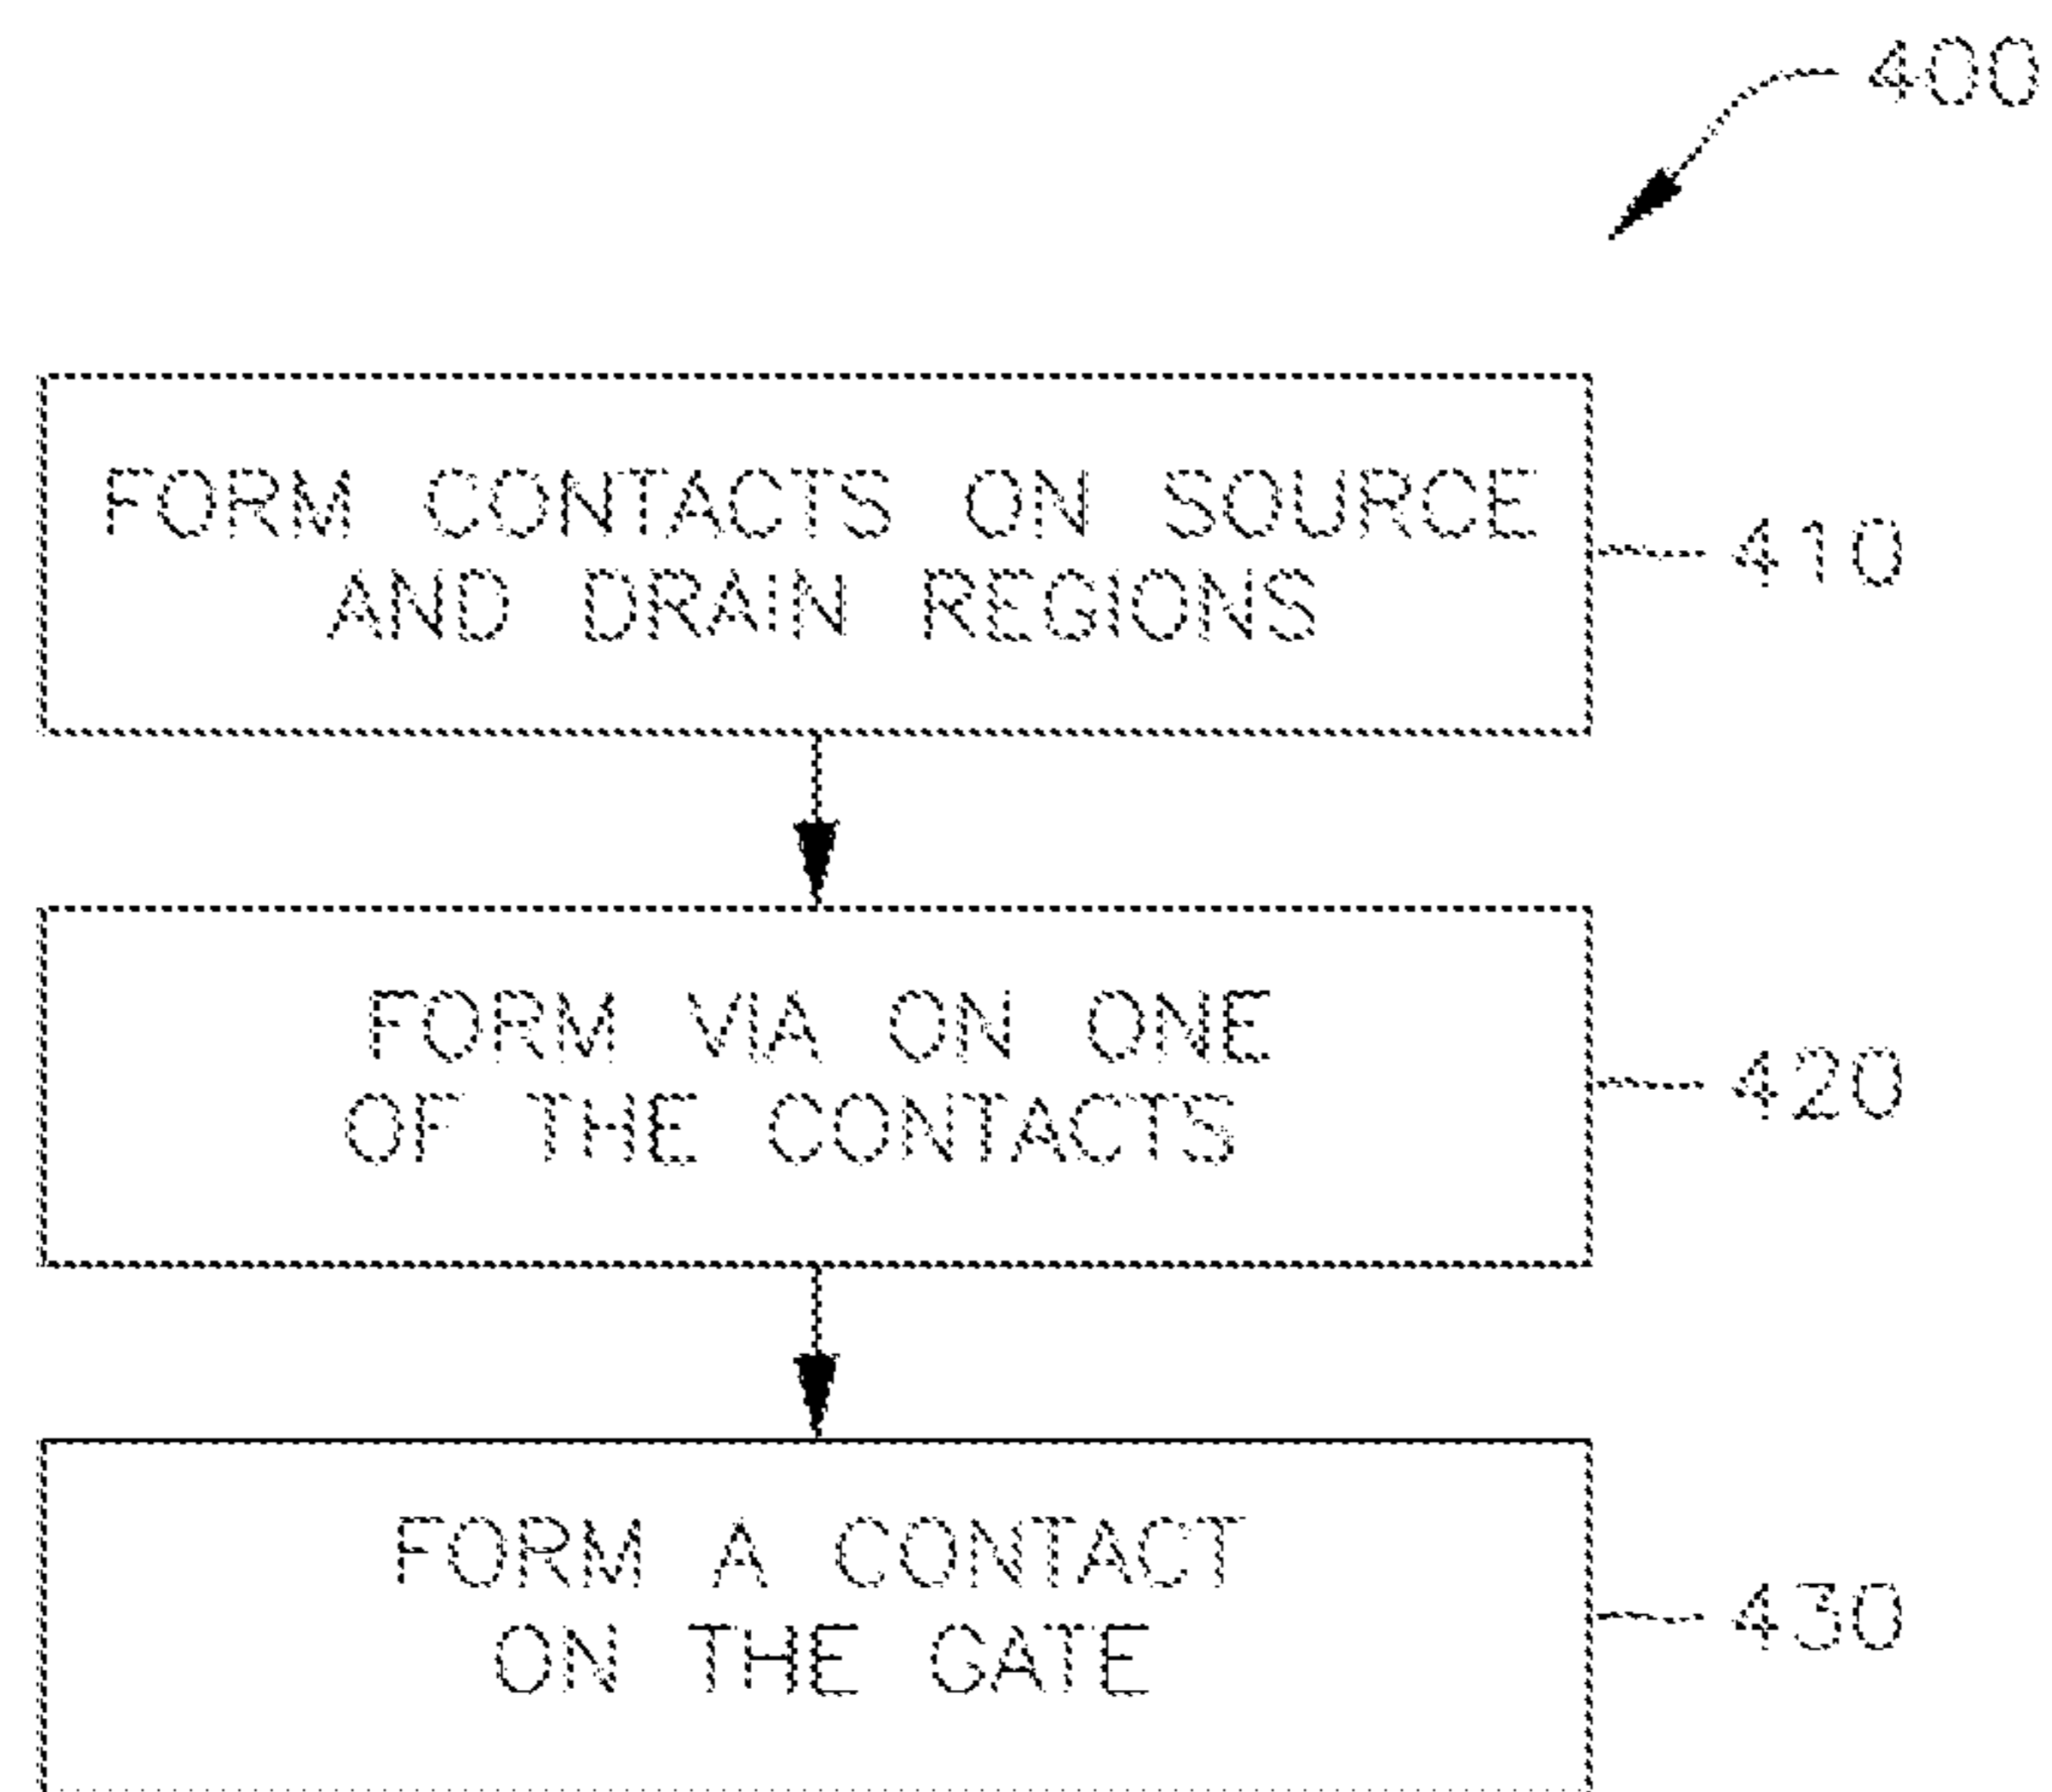 400
FORM CONTACTS ON SOURCE
AND DRAIN REGIONS
410
FORM VIA ON ONE
OF THE CONTACTS
420
FORM A CONTACT
ON THE GATE
430